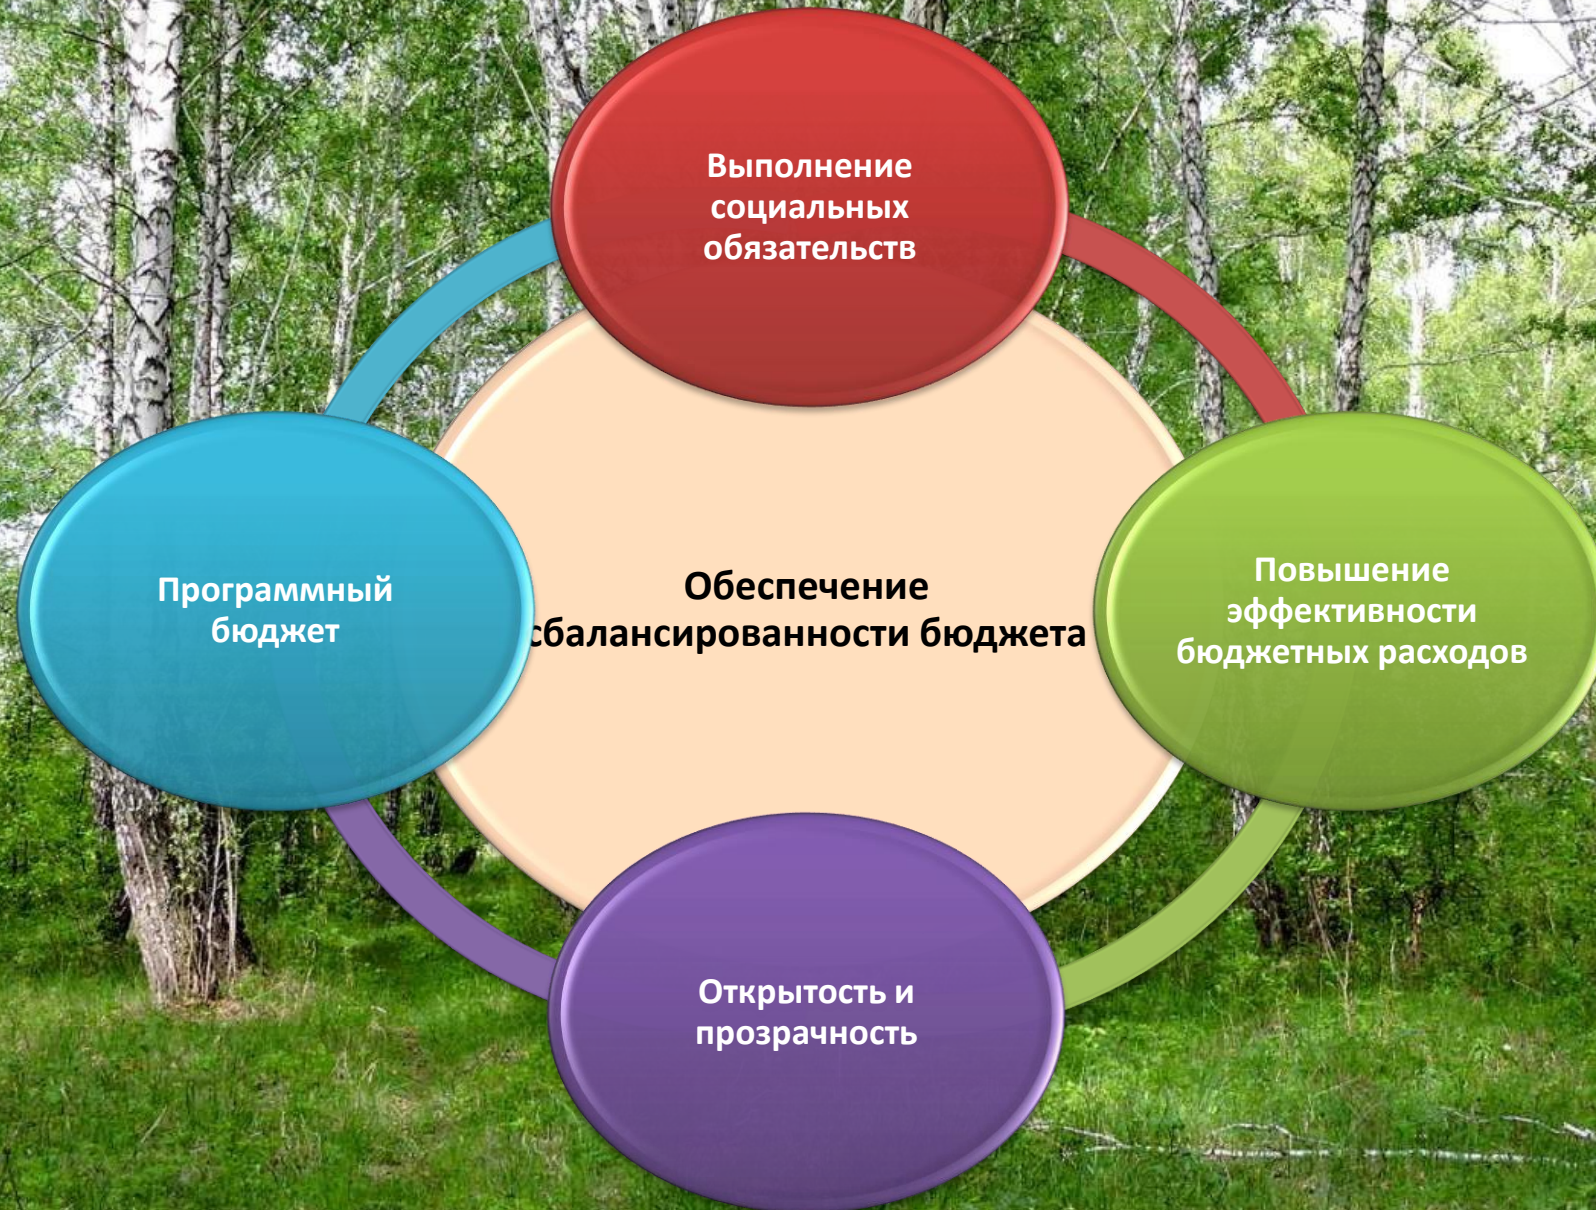 Выполнение
социальных
обязательств
Программный
бюджет
Обеспечение
сбалансированности бюджета
Повышение
эффективности
бюджетных расходов
Открытость и
прозрачность